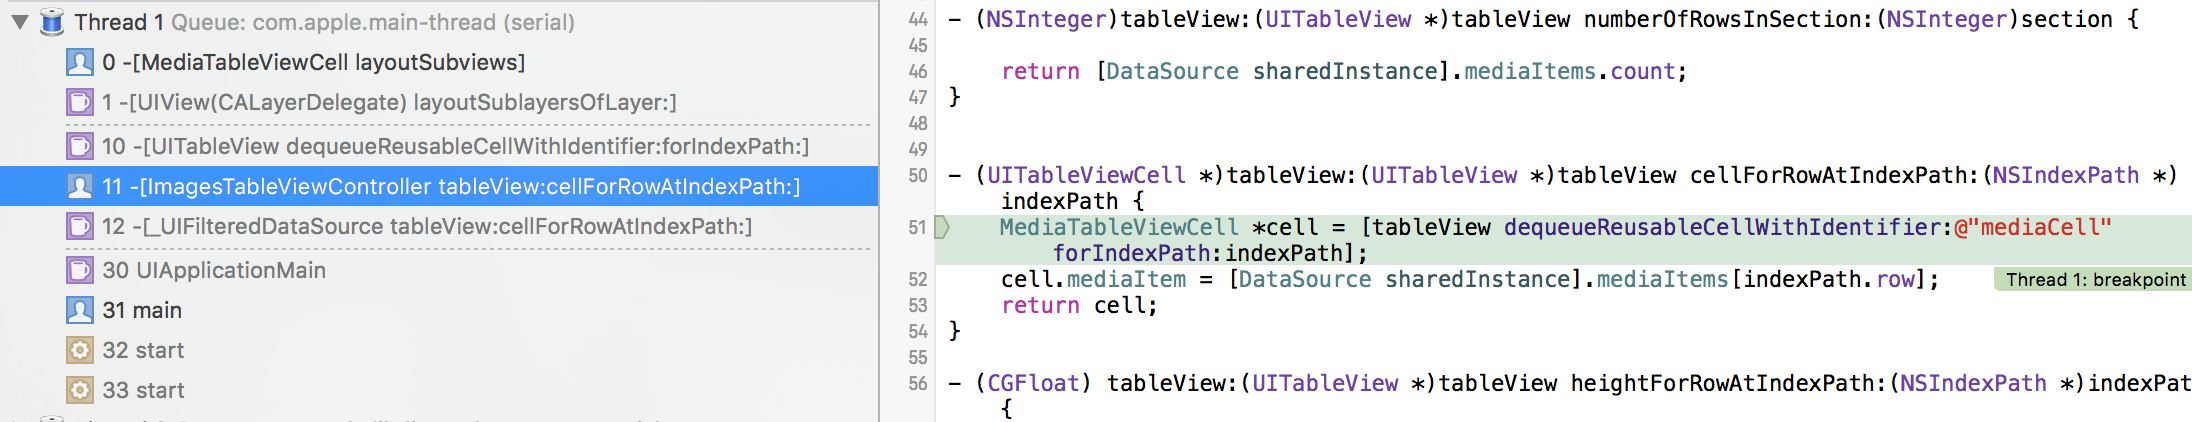 Thread 1 Queue: com.apple.main-thread (serial)
0 -[MediaTableViewCell layoutSubviews]
1 -[UIView(CALayerDelegate) layoutSublayersOfLayer:]
10 -[UITableView dequeueReusableCellWithIdentifier:forIndexPath:]
11 -[ImagesTableViewController tableView:cellForRowAtIndexPath:]
12 -[_UIFilteredDataSource tableView:cellForRowAtIndexPath:]
30 UIApplicationMain
31 main
32 start
33 start
44 - (NSInteger)tableView:(UITableView *)tableView numberOfRowsInSection:(NSInteger)section {
45
46 return [DataSource sharedInstance].mediaItems.count;
47 }
48
49
50 - (UITableViewCell *)tableView:(UITableView *)tableView cellForRowAtIndexPath:(NSIndexPath *)
indexPath {
51 MediaTableViewCell *cell = [tableView dequeueReusableCellWithIdentifier:@"mediaCell"
forIndexPath:indexPath];
52 cell.mediaItem = [DataSource sharedInstance].mediaItems[indexPath.row]; Thread 1: breakpoint
53 return cell;
54 }
55
56 - (CGFloat) tableView:(UITableView *)tableView heightForRowAtIndexPath:(NSIndexPath *)indexPat
{